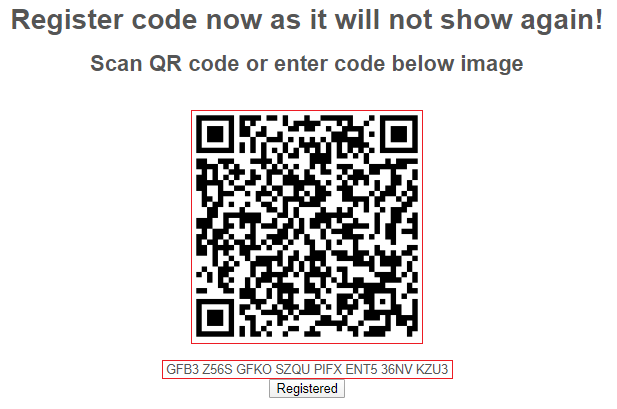 Register code now as it will not show again!
Scan QR code or enter code below image
GFB3 Z56S GFKO SZQU PIFX ENT5 36NV KZU3
Registered